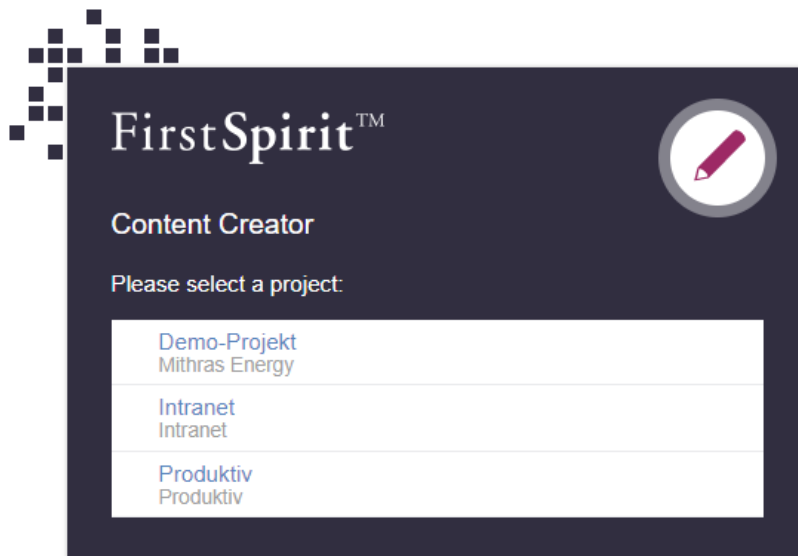 FirstSpirit™
Content Creator
Please select a project:
Demo-Projekt
Mithras Energy
Intranet
Intranet
Produktiv
Produktiv